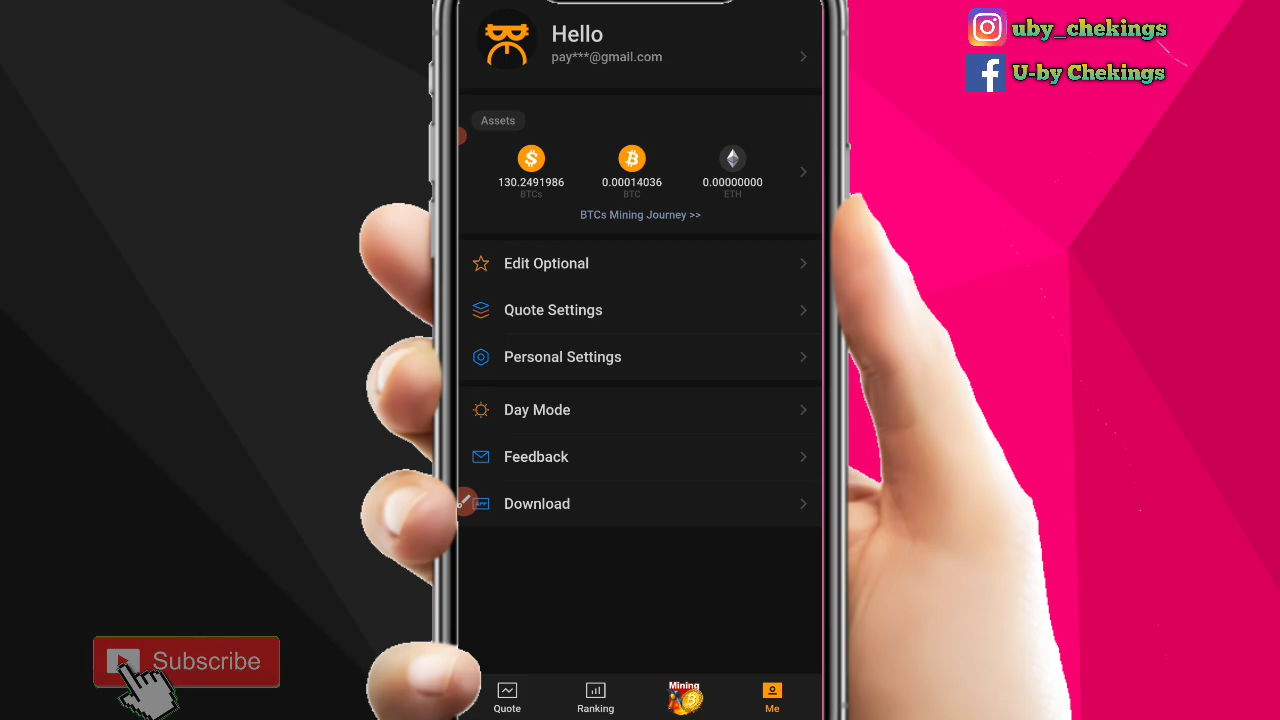 Hello
pay***@gmail.com
Assets
130.2491986
BTCs
0.00014036
BTC
0.00000000
ETH
BTCs Mining Journey >>
Edit Optional
Quote Settings
Personal Settings
Day Mode
Feedback
APP
Download
Quote
Ranking
Mining
Me
uby_chekings
U-by Chekings
Subscribe